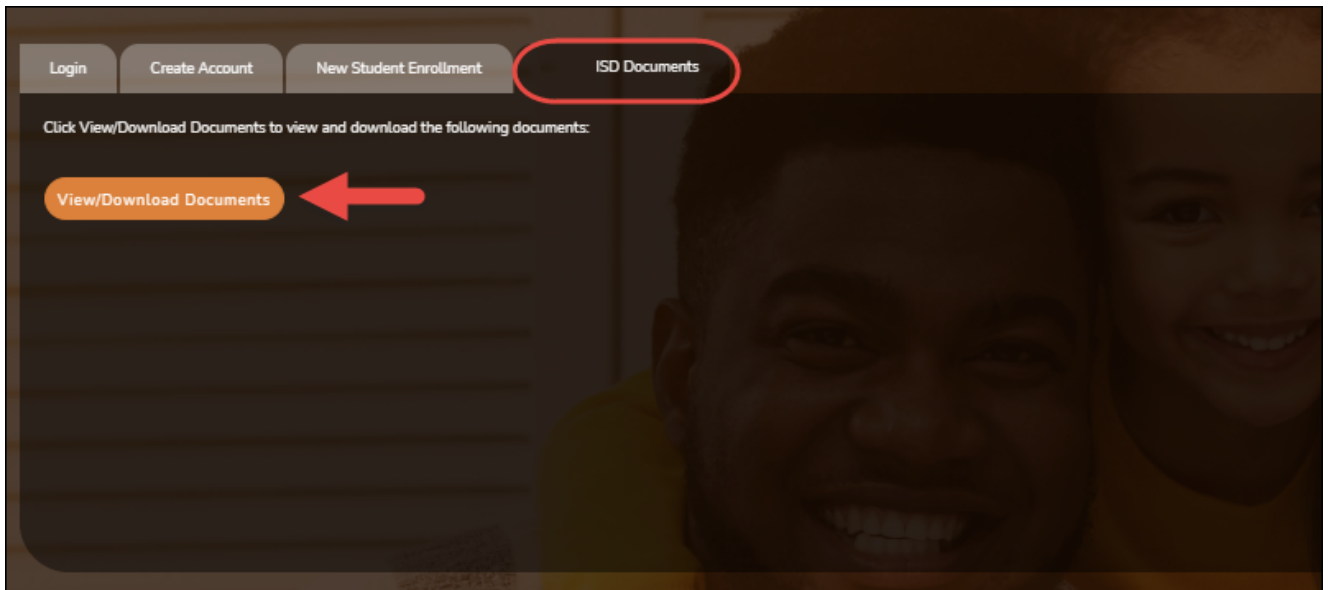 Login
Create Account
New Student Enrollment
ISD Documents
Click View/Download Documents to view and download the following documents:
View/Download Documents